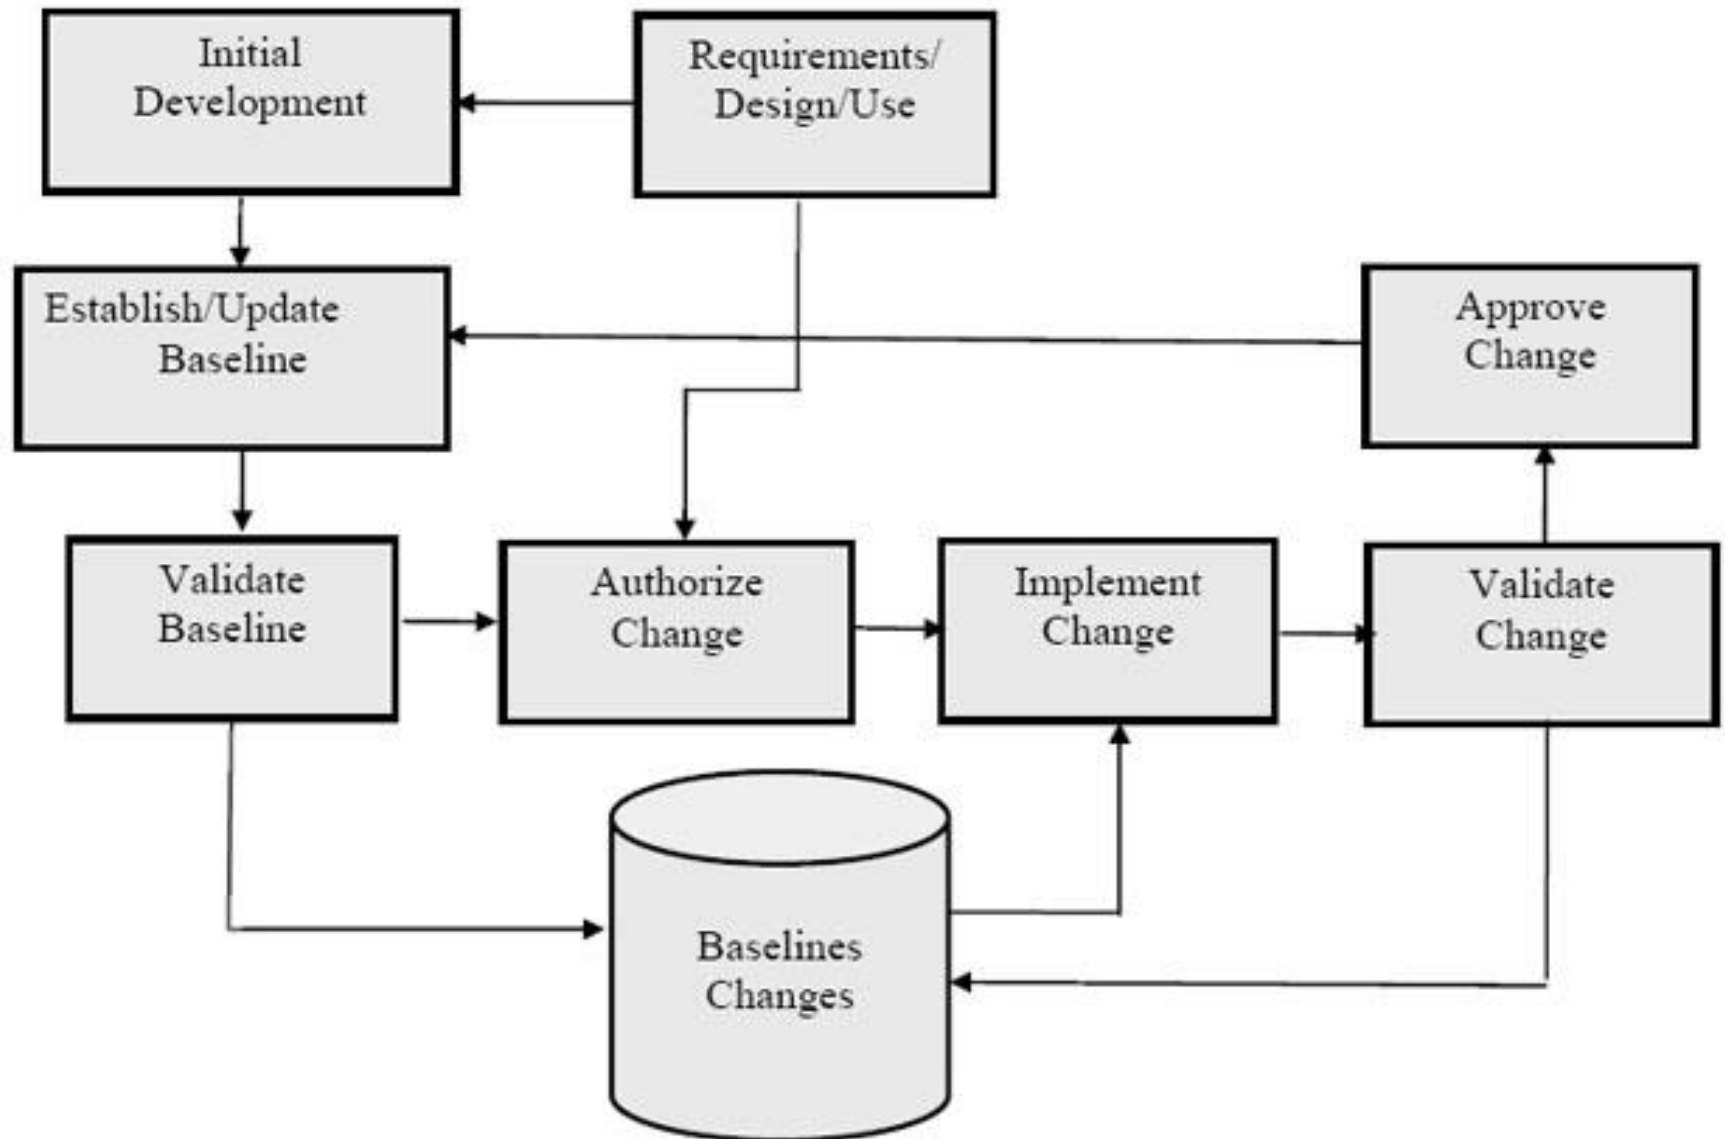 Initial
Development
Requirements/
Design/Use
Establish/Update
Baseline
Approve
Change
Validate
Baseline
Authorize
Change
Implement
Change
Validate
Change
Baselines
Changes